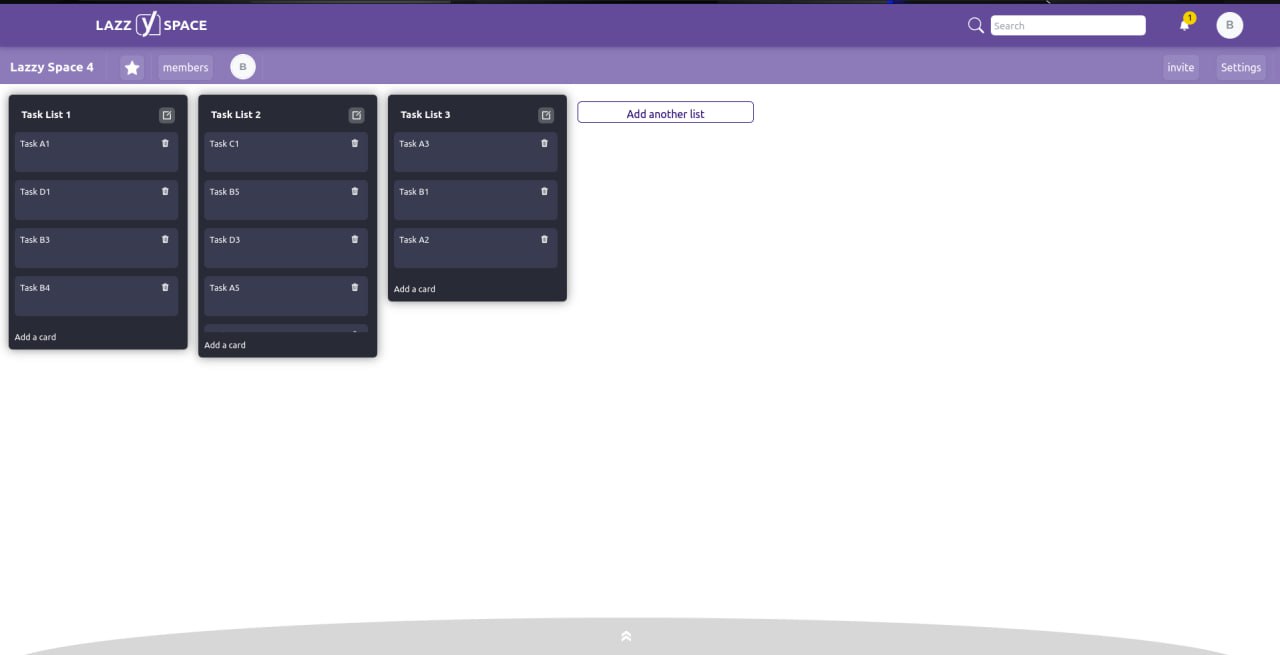 LAZZ y SPACE
Search
1
B
Lazzy Space 4
members
B
invite
Settings
Task List 1
Task A1
Task D1
Task B3
Task B4
Add a card
Task List 2
Task C1
Task B5
Task D3
Task A5
Add a card
Task List 3
Task A3
Task B1
Task A2
Add a card
Add another list